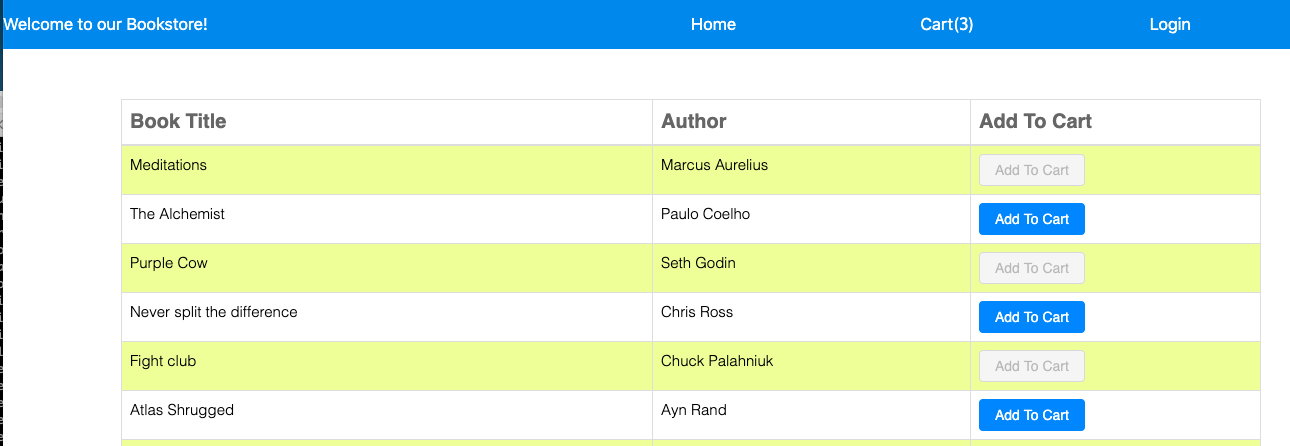 Welcome to our Bookstore! Home Cart(3) Login
Book Title Author Add To Cart
Meditations Marcus Aurelius Add To Cart
The Alchemist Paulo Coelho Add To Cart
Purple Cow Seth Godin Add To Cart
Never split the difference Chris Ross Add To Cart
Fight club Chuck Palahniuk Add To Cart
Atlas Shrugged Ayn Rand Add To Cart